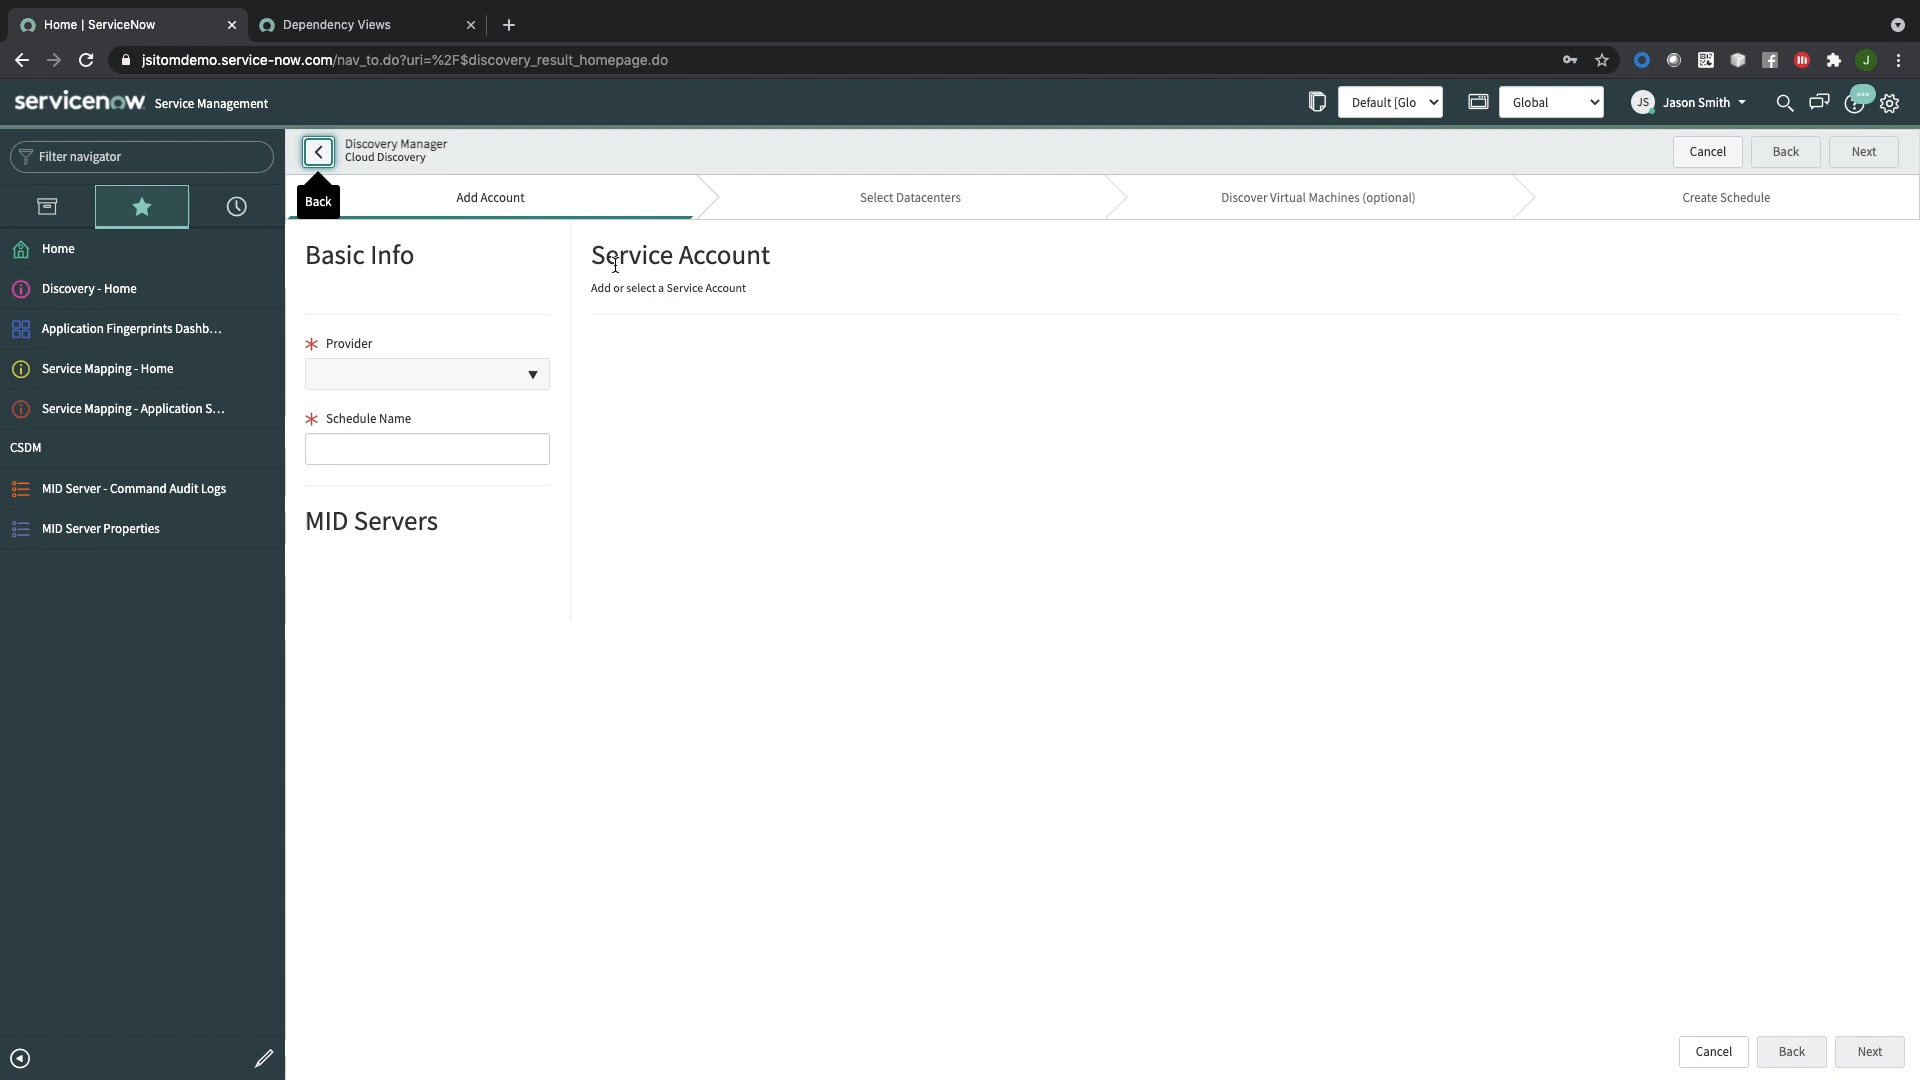 Home | ServiceNow
Dependency Views
jsitomdemo.service-now.com/nav_to.do?uri=%2F$discovery_result_homepage.do
J
servicenow Service Management
Default [Glo
Global
JS Jason Smith
Filter navigator
Discovery Manager
Cloud Discovery
Cancel
Back
Next
Back
Add Account
Select Datacenters
Discover Virtual Machines (optional)
Create Schedule
Home
Discovery - Home
Application Fingerprints Dashb...
Service Mapping - Home
Service Mapping - Application S...
CSDM
MID Server - Command Audit Logs
MID Server Properties
Basic Info
* Provider
* Schedule Name
MID Servers
Service Account
Add or select a Service Account
Cancel
Back
Next